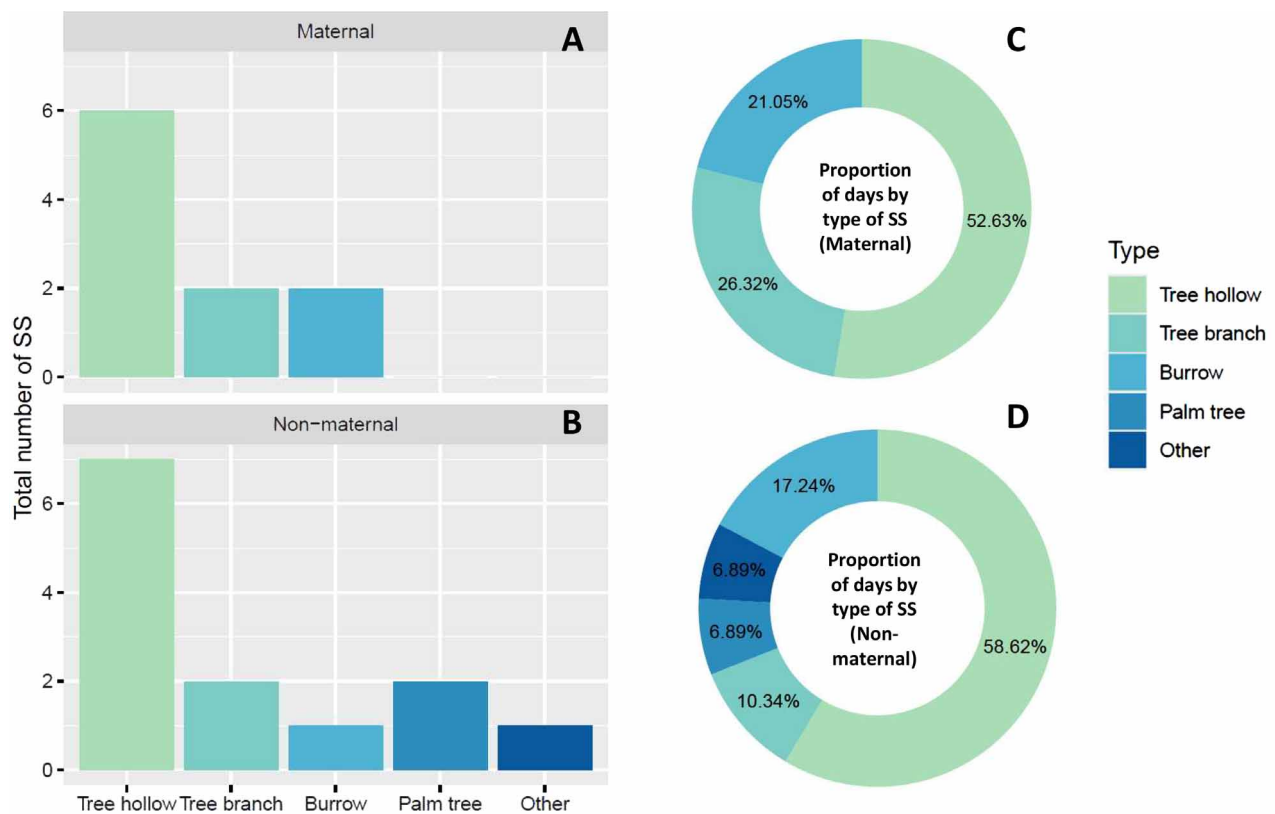 Maternal
A
6
4
2
0
Total number of SS
Non−maternal
B
6
4
2
0
Tree hollow Tree branch Burrow Palm tree Other
C
21.05%
52.63%
26.32%
Proportion
of days by
type of SS
(Maternal)
D
17.24%
6.89%
6.89%
10.34%
58.62%
Proportion
of days by
type of SS
(Non-
maternal)
Type
Tree hollow
Tree branch
Burrow
Palm tree
Other